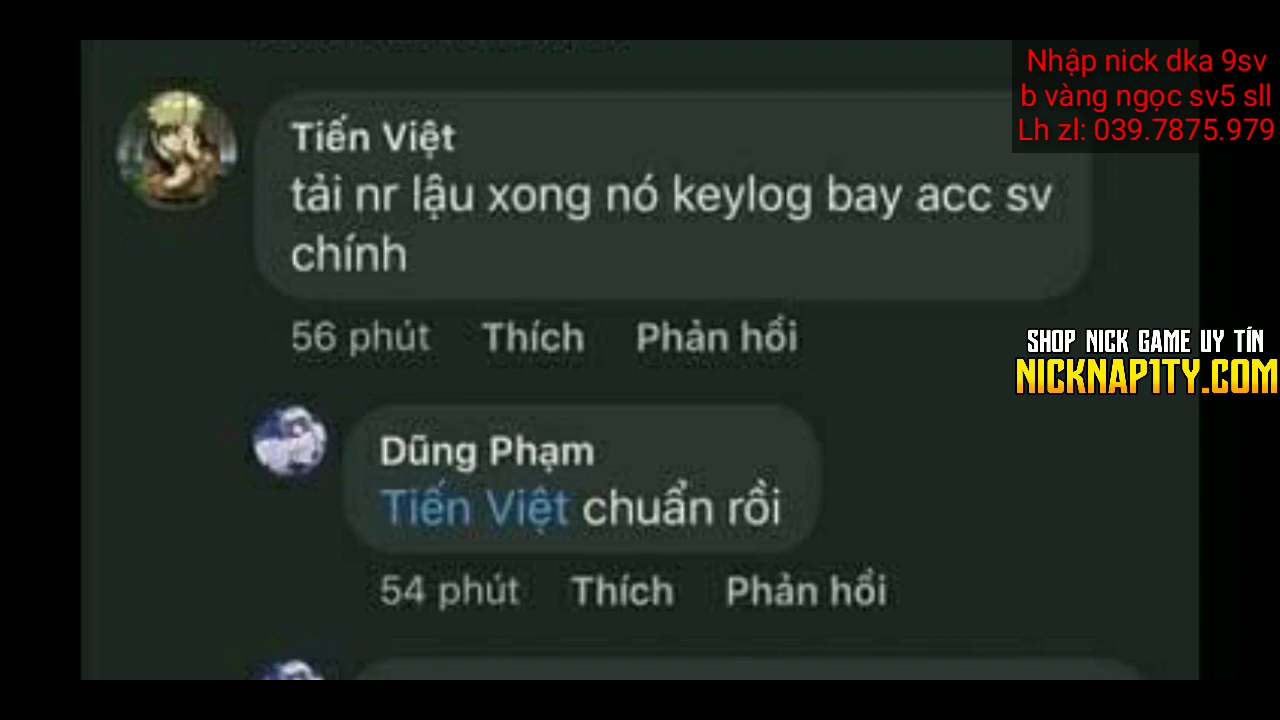 Nhập nick dka 9sv
b vàng ngọc sv5 sll
Lh zl: 039.7875.979
Tiến Việt
tải nr lậu xong nó keylog bay acc sv
chính
56 phút Thích Phản hồi
SHOP NICK GAME UY TÍN
NICKNAP1TY.COM
Dũng Phạm
Tiến Việt chuẩn rồi
54 phút Thích Phản hồi